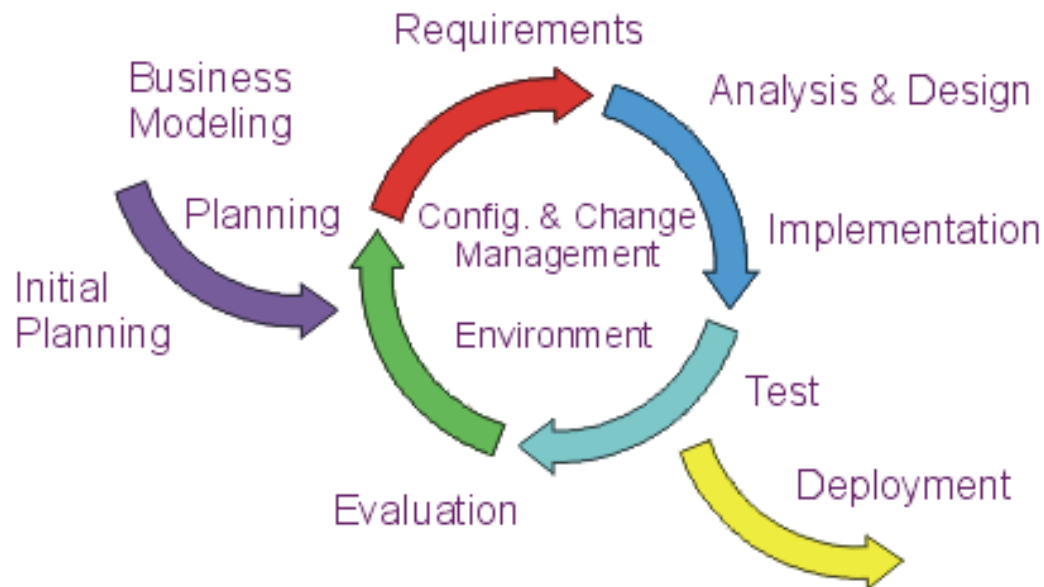 Requirements
Business
Modeling
Analysis & Design
Planning
Config. & Change
Management
Implementation
Initial
Planning
Environment
Test
Deployment
Evaluation